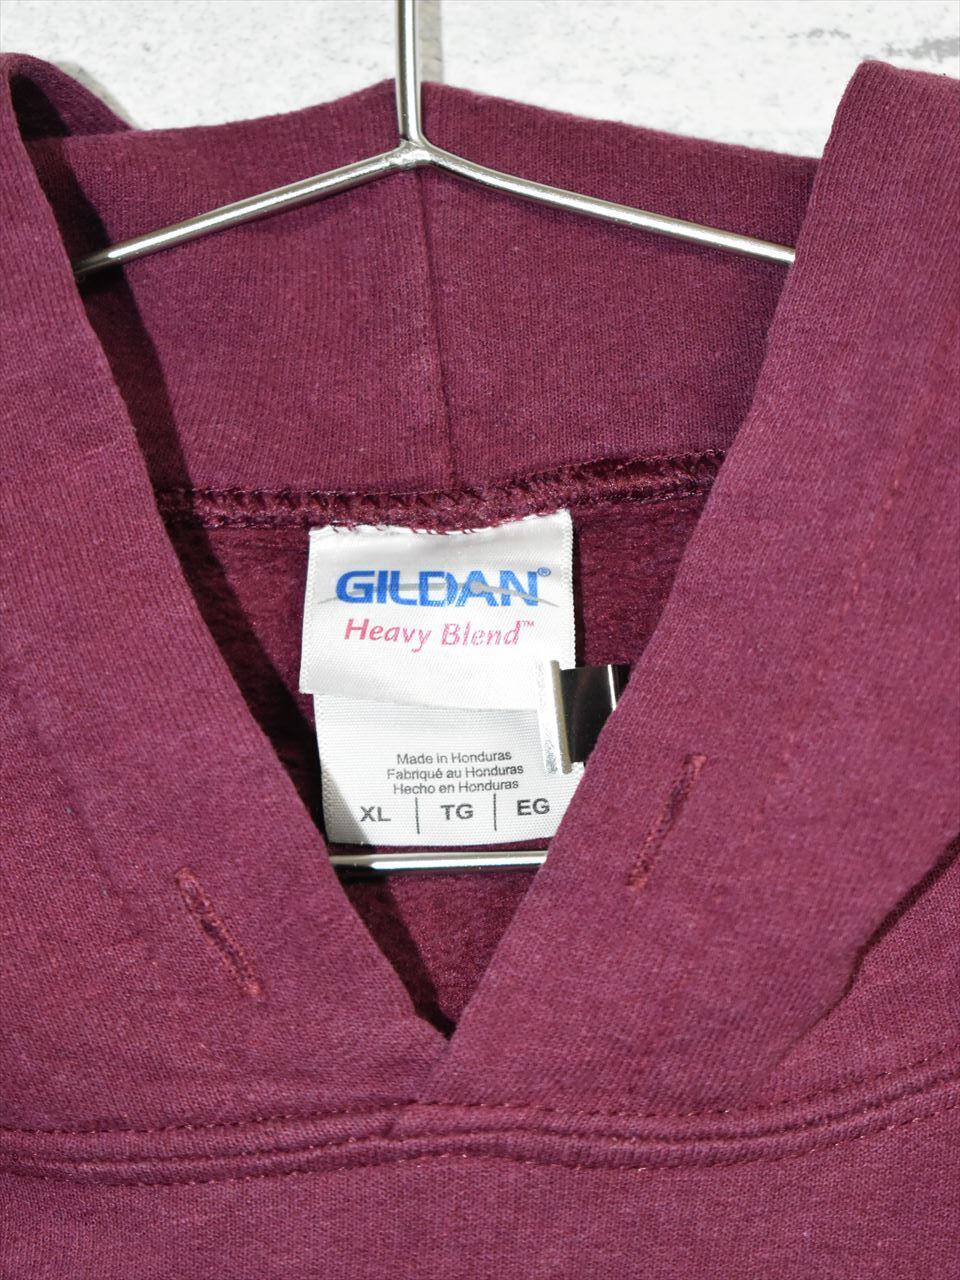 GILDAN®
Heavy Blend™
Made in Honduras
Fabriqué au Honduras
Hecho en Honduras
XL | TG | EG